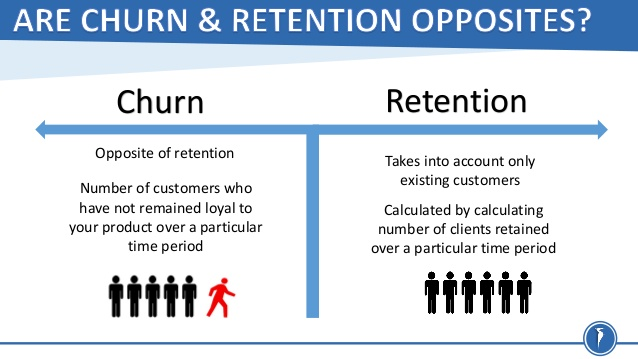 ARE CHURN & RETENTION OPPOSITES?
Churn
Opposite of retention
Number of customers who
have not remained loyal to
your product over a particular
time period
Retention
Takes into account only
existing customers
Calculated by calculating
number of clients retained
over a particular time period